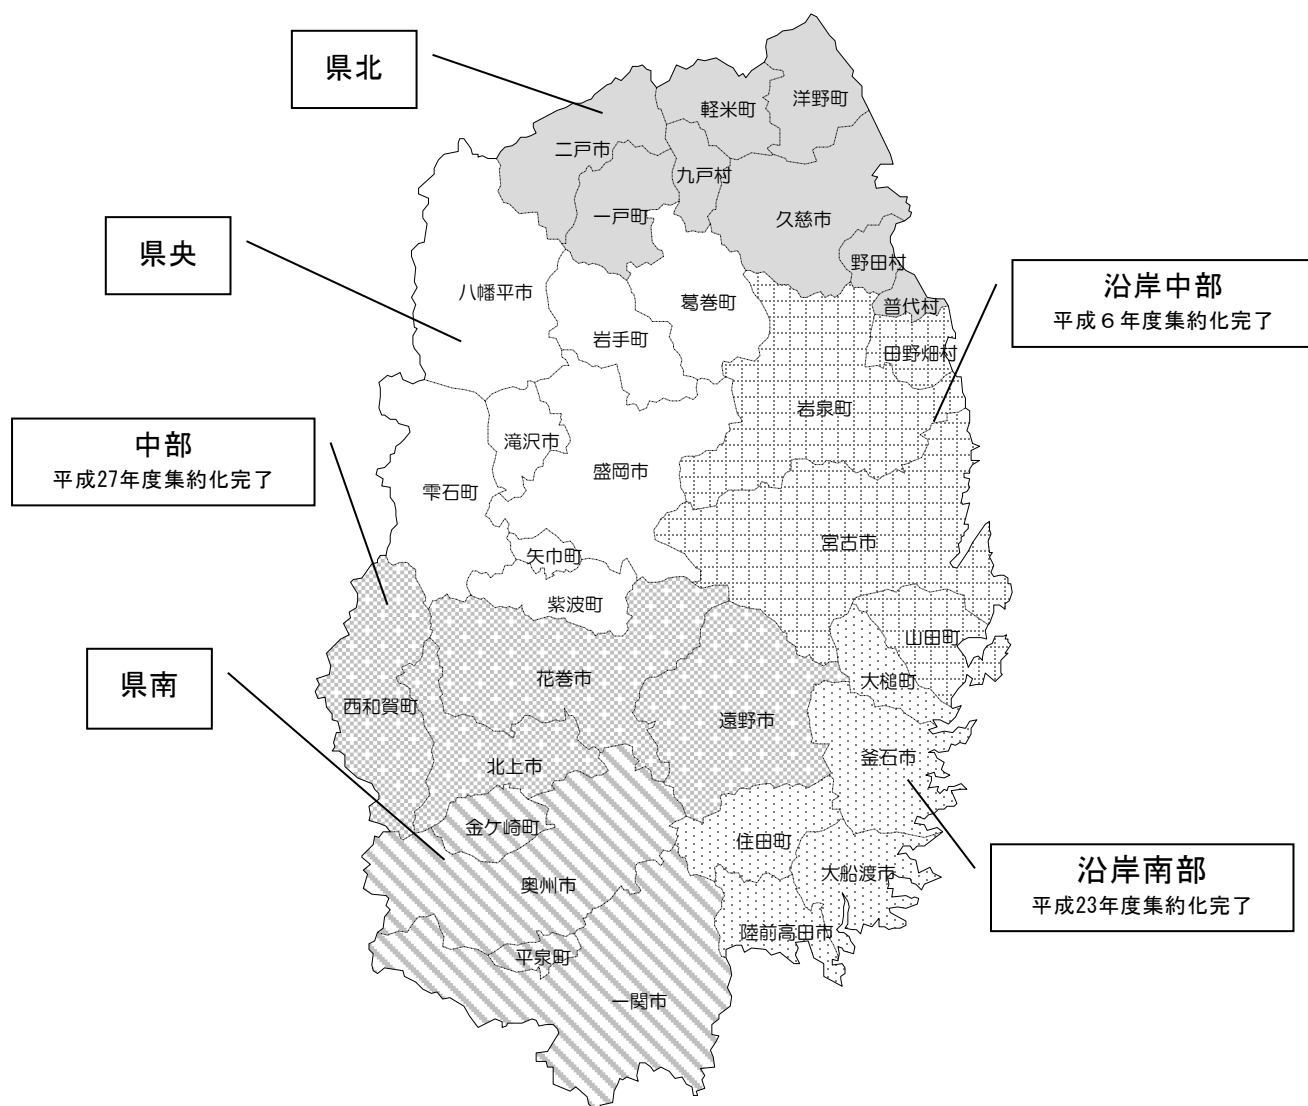 県北
洋野町
軽米町
二戸市
九戸村
一戸町
久慈市
県央
野田村
沿岸中部
平成６年度集約化完了
八幡平市
葛巻町
普代村
岩手町
田野畑村
岩泉町
中部
平成27年度集約化完了
滝沢市
盛岡市
雫石町
宮古市
矢巾町
紫波町
山田町
県南
花巻市
大槌町
西和賀町
遠野市
釜石市
北上市
金ケ崎町
住田町
沿岸南部
平成23年度集約化完了
大船渡市
奥州市
陸前高田市
平泉町
一関市